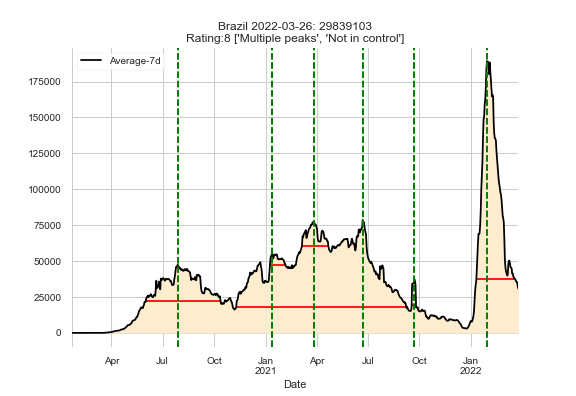 Brazil 2022-03-26: 29839103
Rating:8 ['Multiple peaks', 'Not in control']
Average-7d
175000
150000
125000
100000
75000
50000
25000
0
Apr Jul Oct Jan Apr Jul Oct Jan
2021 2022
Date